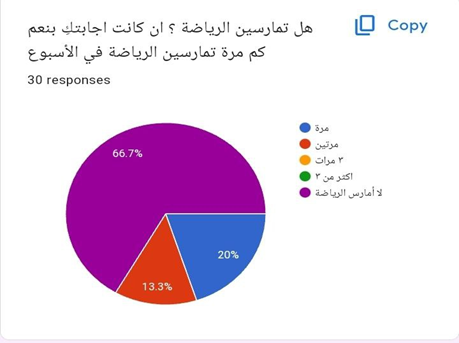 هل تمارسين الرياضة ؟ ان كانت اجابتكِ بنعم
كم مرة تمارسين الرياضة في الأسبوع
Copy
30 responses
مرة
مرتين
٣ مرات
اكثر من ٣
لا أمارس الرياضة
66.7%
20%
13.3%